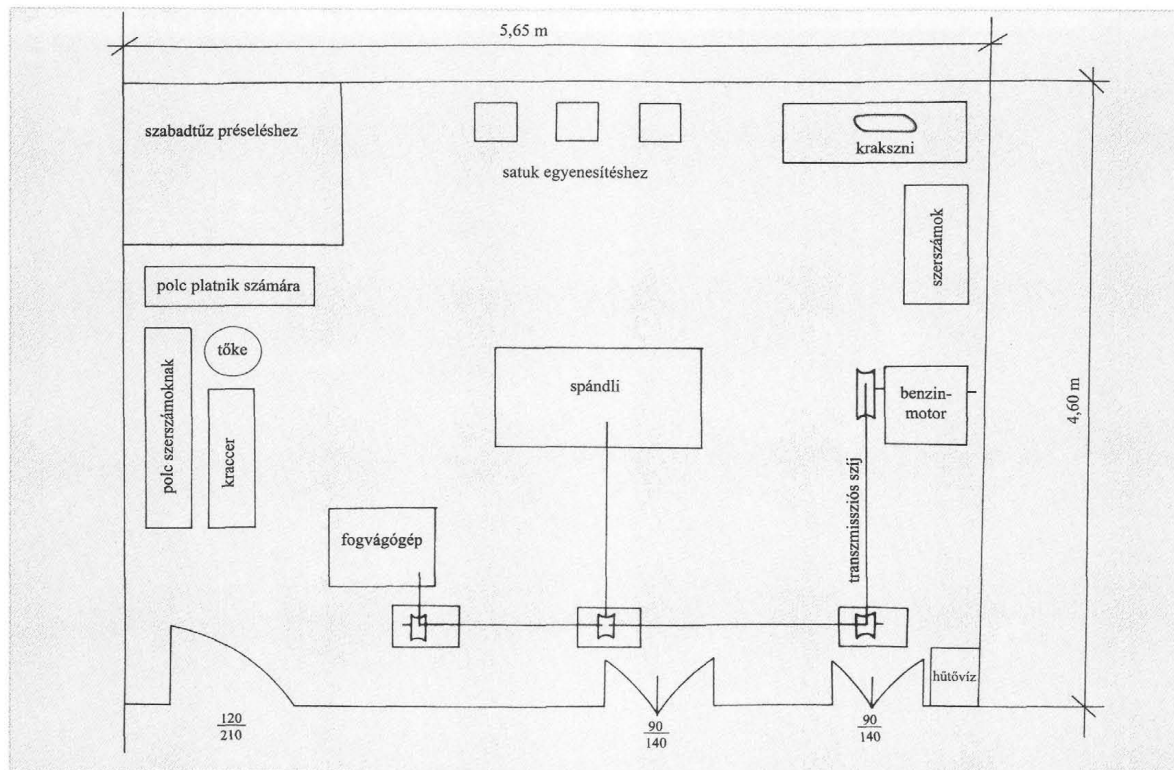 5,65 m
szabadtűz préseléshez
krakszni
satuk egyenesítéshez
szerszámok
polc platnik számára
tőke
spándli
benzin-
motor
4,60 m
polc szerszámoknak
kraccer
transzmissziós szíj
fogvágógép
hűtővíz
120
210
90
140
90
140